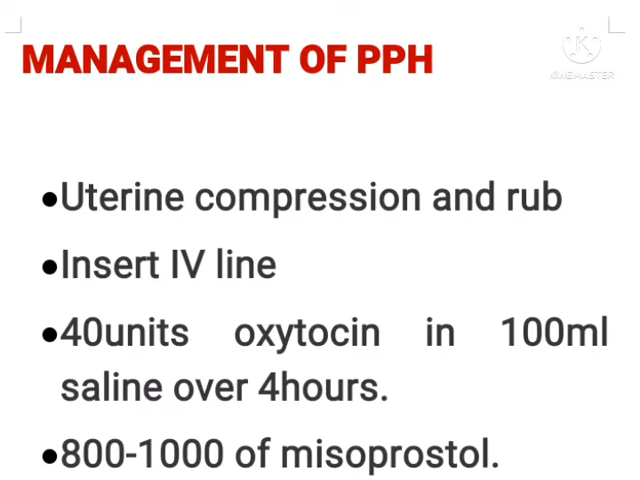 MANAGEMENT OF PPH
KINEMASTER
●Uterine compression and rub
●Insert IV line
●40units oxytocin in 100ml
saline over 4hours.
●800-1000 of misoprostol.